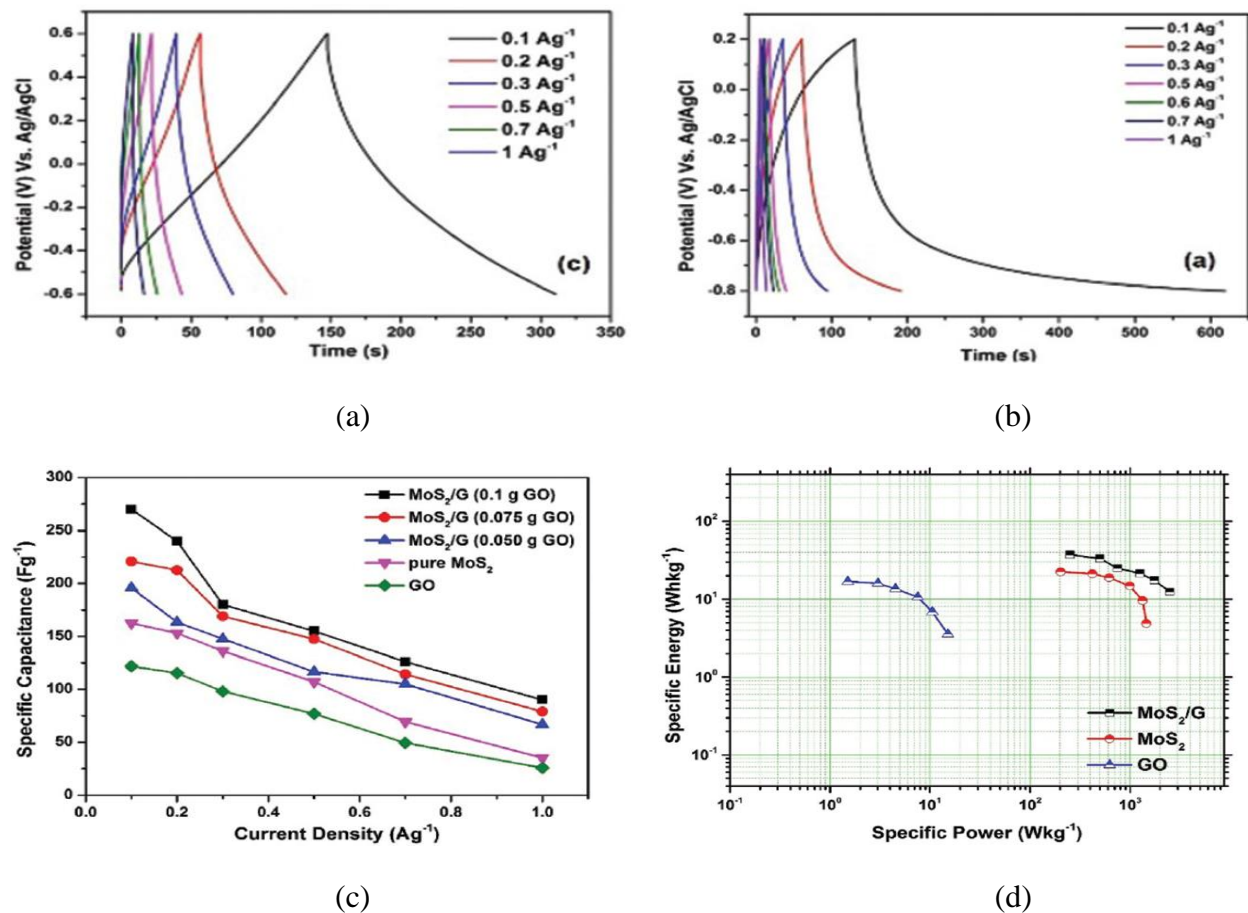 0.6
0.4
0.2
0.0
-0.2
-0.4
-0.6
Potential (V) Vs. Ag/AgCl
0.1 Ag⁻¹
0.2 Ag⁻¹
0.3 Ag⁻¹
0.5 Ag⁻¹
0.7 Ag⁻¹
1 Ag⁻¹
(c)
0 50 100 150 200 250 300 350
Time (s)
(a)
0.2
0.0
-0.2
-0.4
-0.6
-0.8
Potential (V) Vs. Ag/AgCl
0.1 Ag⁻¹
0.2 Ag⁻¹
0.3 Ag⁻¹
0.5 Ag⁻¹
0.6 Ag⁻¹
0.7 Ag⁻¹
1 Ag⁻¹
(a)
0 100 200 300 400 500 600
Time (s)
(b)
300
250
200
150
100
50
0
Specific Capacitance (Fg⁻¹)
MoS₂/G (0.1 g GO)
MoS₂/G (0.075 g GO)
MoS₂/G (0.050 g GO)
pure MoS₂
GO
0.0 0.2 0.4 0.6 0.8 1.0
Current Density (Ag⁻¹)
(c)
10²
10¹
10⁰
10⁻¹
Specific Energy (Whkg⁻¹)
MoS₂/G
MoS₂
GO
10⁻¹ 10⁰ 10¹ 10² 10³
Specific Power (Wkg⁻¹)
(d)